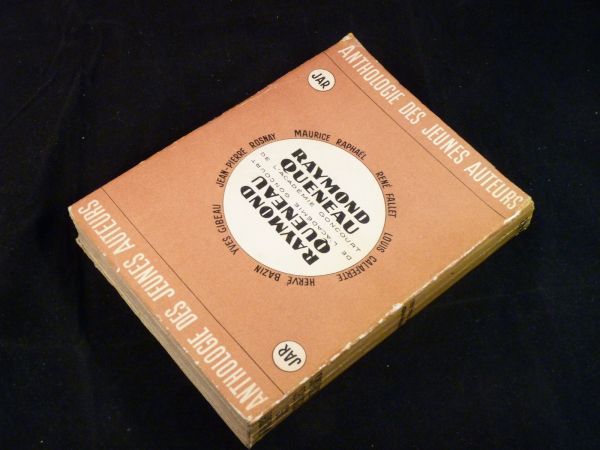 ANTHOLOGIE DES JEUNES AUTEURS
JAR
JEAN-PIERRE ROSNAY
MAURICE RAPHAËL
RENÉ FALLET
LOUIS CALAFERTE
HERVÉ BAZIN
YVES GIBEAU
RAYMOND
QUENEAU
DE L'ACADÉMIE GONCOURT
RAYMOND
QUENEAU
DE L'ACADÉMIE GONCOURT
JAR
ANTHOLOGIE DES JEUNES AUTEURS